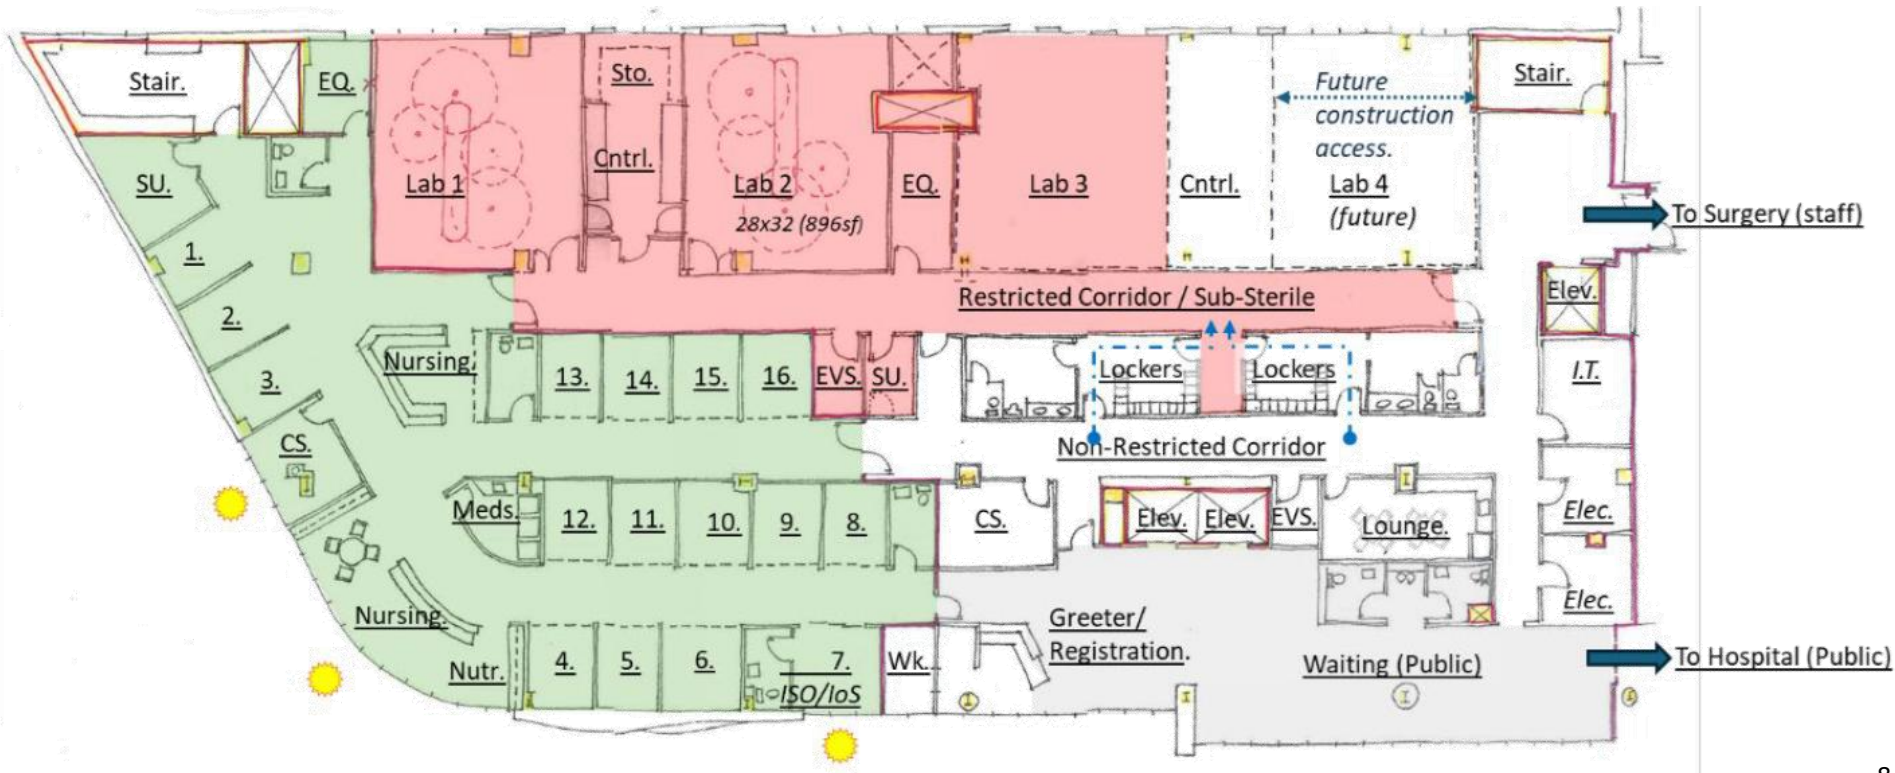 Stair.
EQ.
Sto.
Stair.
Future
construction
access.
SU.
Lab 1
Cntrl.
Lab 2
28x32 (896sf)
EQ.
Lab 3
Cntrl.
Lab 4
(future)
To Surgery (staff)
1.
2.
3.
Restricted Corridor / Sub-Sterile
Elev.
Nursing.
13.
14.
15.
16.
EVS.
SU.
Lockers
Lockers
I.T.
CS.
Non-Restricted Corridor
Meds.
12.
11.
10.
9.
8.
CS.
Elev.
Elev.
EVS.
Lounge.
Elec.
Nursing.
Elec.
Greeter/
Registration.
Nutr.
4.
5.
6.
7.
ISO/IoS
Wk.
Waiting (Public)
To Hospital (Public)